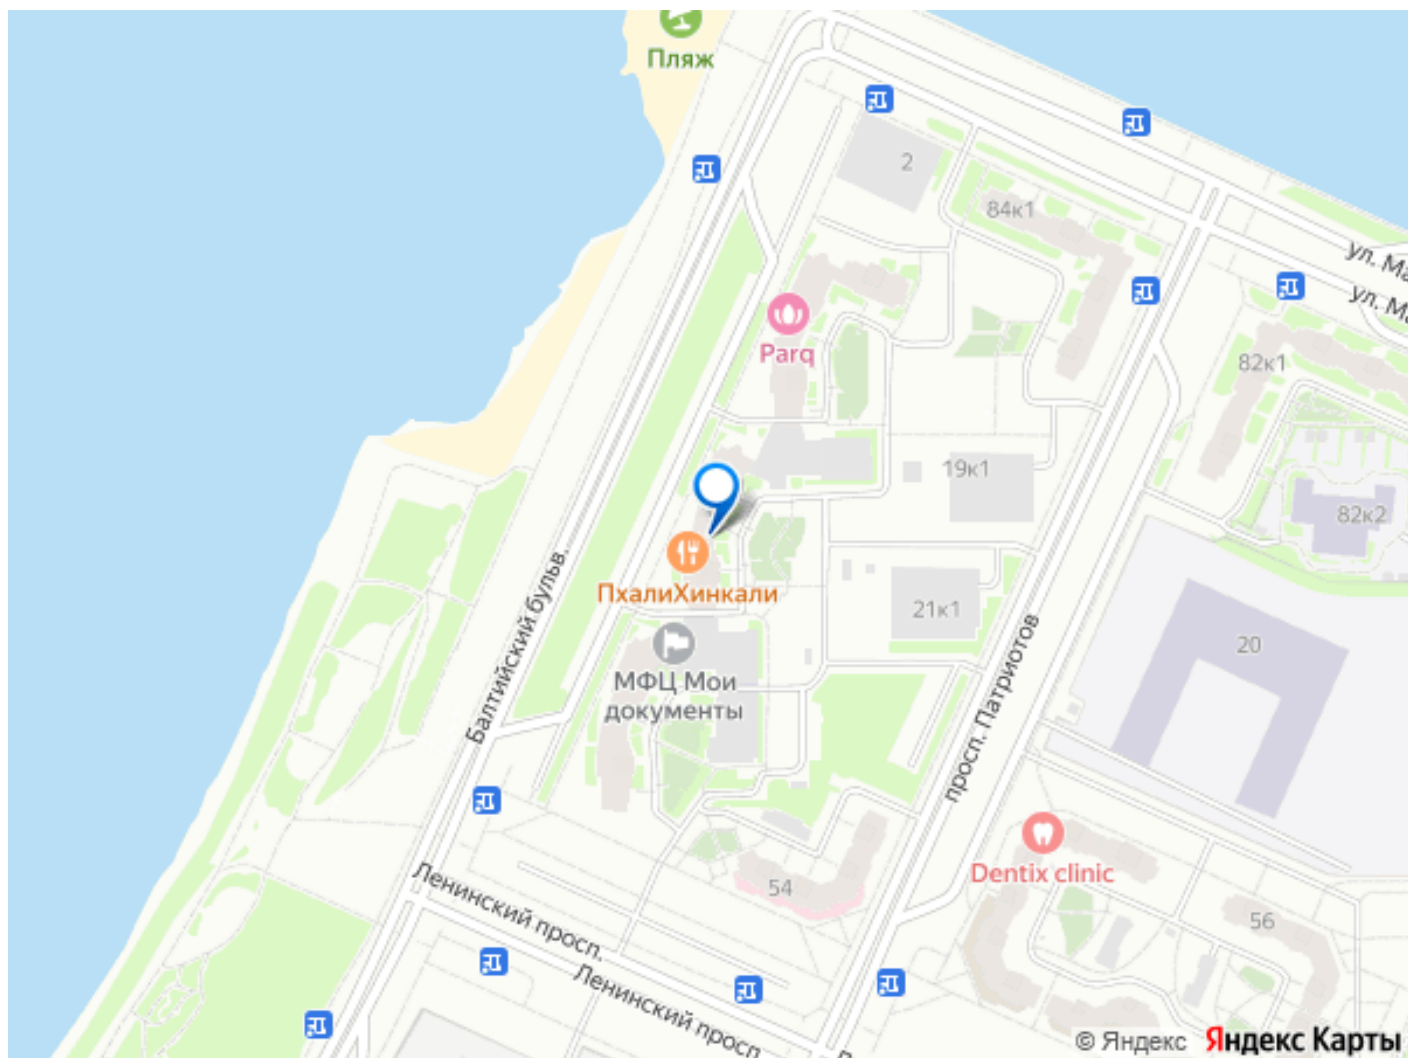 Пляж
2
84к1
ул. Ма
ул. Ма
Parq
82к1
19к1
82к2
ПхалиХинкали
21к1
20
Балтийский бульв.
МФЦ Мои
документы
просп. Патриотов
Dentix clinic
54
56
Ленинский просп.
Ленинский просп
© Яндекс Яндекс Карты